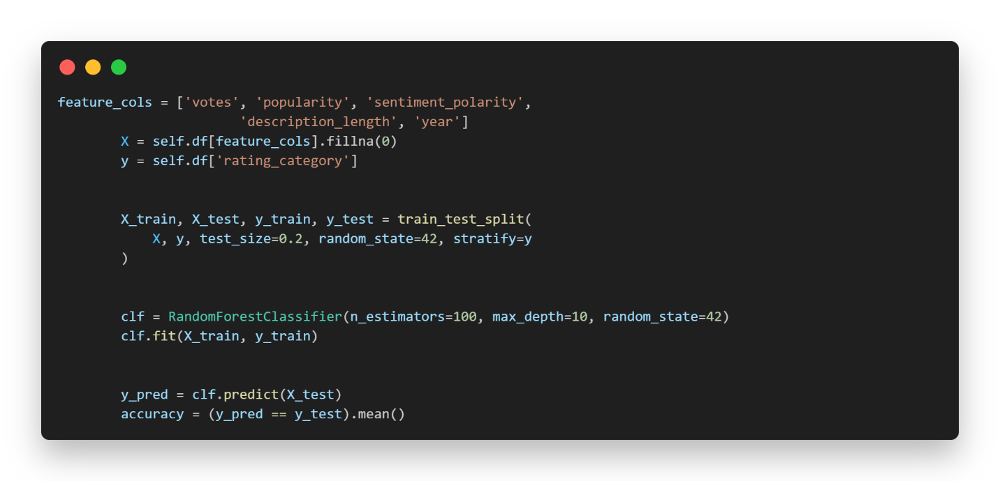 feature_cols = ['votes', 'popularity', 'sentiment_polarity',
                       'description_length', 'year']
        X = self.df[feature_cols].fillna(0)
        y = self.df['rating_category']
        X_train, X_test, y_train, y_test = train_test_split(
            X, y, test_size=0.2, random_state=42, stratify=y
        )
        clf = RandomForestClassifier(n_estimators=100, max_depth=10, random_state=42)
        clf.fit(X_train, y_train)
        y_pred = clf.predict(X_test)
        accuracy = (y_pred == y_test).mean()